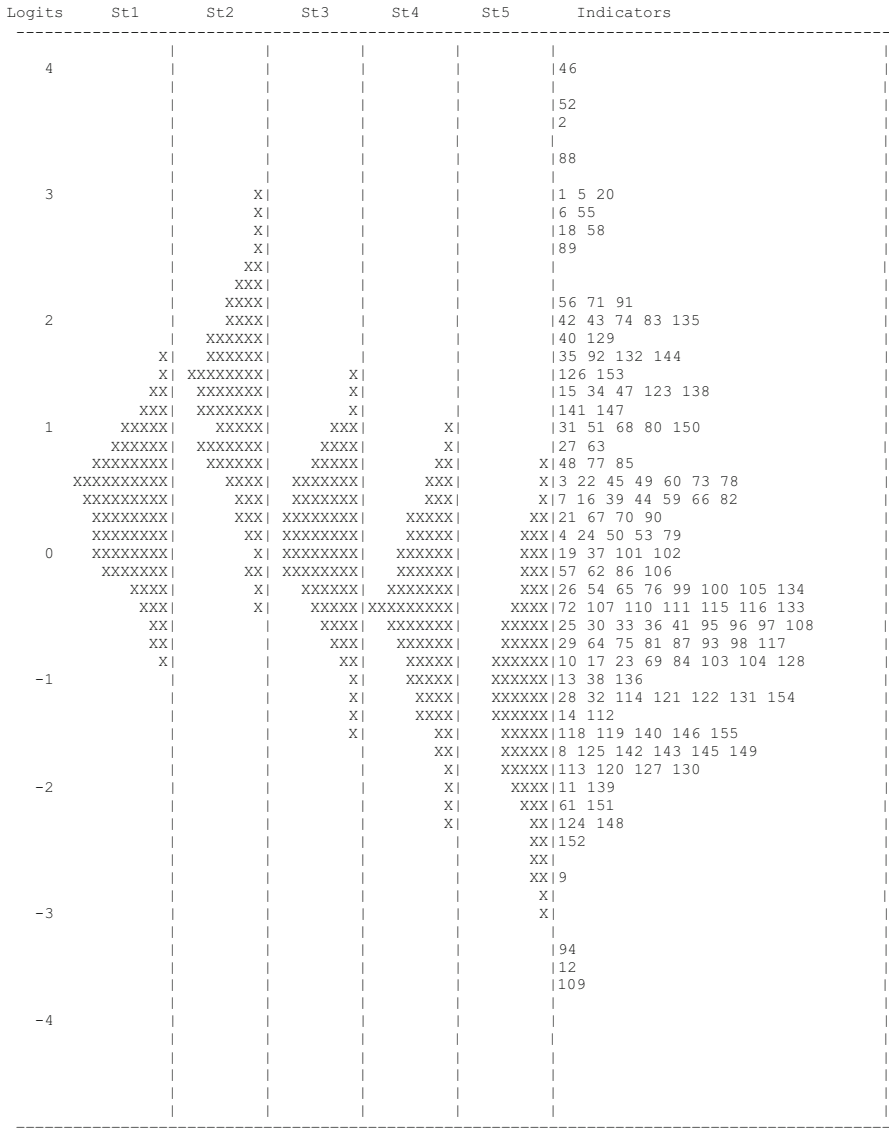 Logits St1 St2 St3 St4 St5 Indicators
4 | | | | |46 |
| | | | |52 |
| | | | |2 |
| | | | |88 |
3 | X| | | |1 5 20 |
| X| | | |6 55 |
| X| | | |18 58 |
| X| | | |89 |
| XX| | | | |
| XXX| | | | |
| XXXX| | | |56 71 91 |
2 | XXXX| | | |42 43 74 83 135 |
| XXXXXX| | | |40 129 |
X| XXXXXX| | | |35 92 132 144 |
X| XXXXXXXX| X| | |126 153 |
XX| XXXXXXX| X| | |15 34 47 123 138 |
XXX| XXXXXXX| X| | |141 147 |
1 XXXXX| XXXXX| XXX| X| |31 51 68 80 150 |
XXXXXX| XXXXXXX| XXXX| X| |27 63 |
XXXXXXXX| XXXXXX| XXXXX| XX| X|48 77 85 |
XXXXXXXXXX| XXXX| XXXXXXX| XXX| X|3 22 45 49 60 73 78 |
XXXXXXXXX| XXX| XXXXXXX| XXX| X|7 16 39 44 59 66 82 |
XXXXXXXX| XXX| XXXXXXXX| XXXXX| XX|21 67 70 90 |
XXXXXXXX| XX| XXXXXXXX| XXXXX| XXX|4 24 50 53 79 |
0 XXXXXXXX| X| XXXXXXXX| XXXXXX| XXX|19 37 101 102 |
XXXXXXX| XX| XXXXXXXX| XXXXXX| XXX|57 62 86 106 |
XXXX| X| XXXXXX| XXXXXXX| XXX|26 54 65 76 99 100 105 134 |
XXX| X| XXXXX|XXXXXXXXX| XXXX|72 107 110 111 115 116 133 |
XX| | XXXX| XXXXXXX| XXXXX|25 30 33 36 41 95 96 97 108 |
XX| | XXX| XXXXXX| XXXXX|29 64 75 81 87 93 98 117 |
X| | XX| XXXXX| XXXXXX|10 17 23 69 84 103 104 128 |
-1 | | X| XXXXX| XXXXXX|13 38 136 |
| | X| XXXX| XXXXXX|28 32 114 121 122 131 154 |
| | X| XXXX| XXXXXX|14 112 |
| | X| XX| XXXXX|118 119 140 146 155 |
| | | XX| XXXXX|8 125 142 143 145 149 |
| | | X| XXXXX|113 120 127 130 |
-2 | | | X| XXXX|11 139 |
| | | X| XXX|61 151 |
| | | X| XX|124 148 |
| | | | XX|152 |
| | | | XX| |
| | | | XX|9 |
| | | | X| |
-3 | | | | X| |
| | | | |94 |
| | | | |12 |
| | | | |109 |
-4 | | | | | |